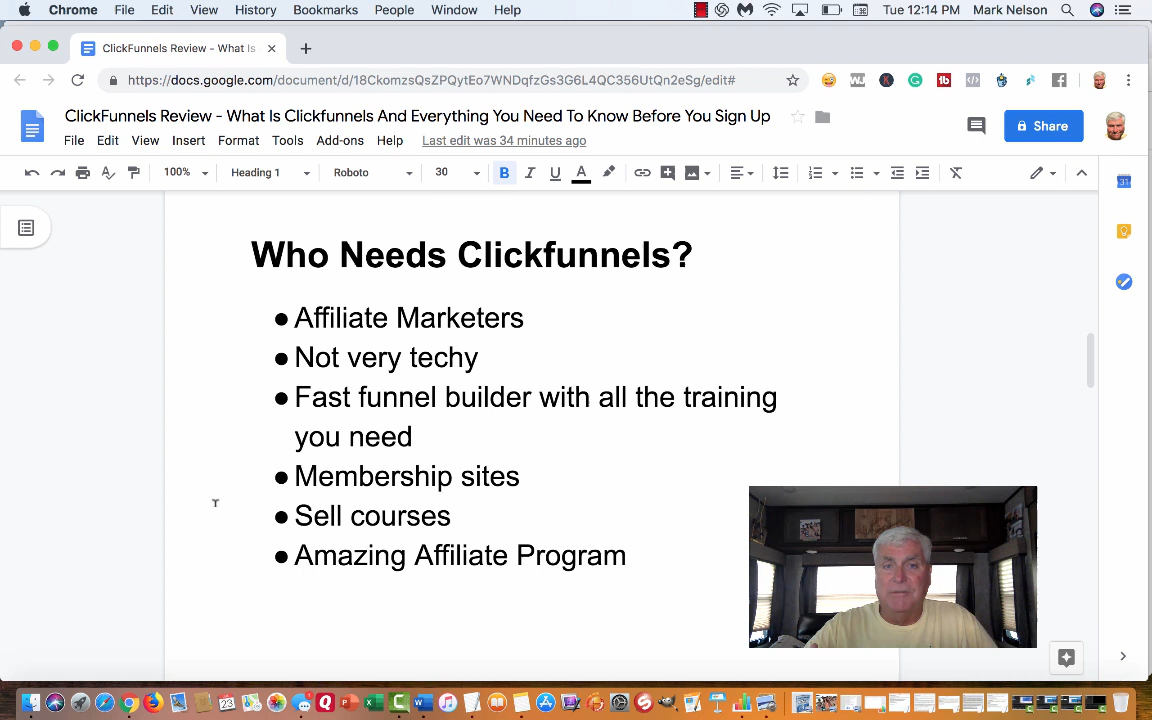 Chrome File Edit View History Bookmarks People Window Help Tue 12:14 PM Mark Nelson
ClickFunnels Review - What Is
https://docs.google.com/document/d/18CkomzsQsZPQytEo7WNDqfzGs3G6L4QC356UtQn2eSg/edit#
ClickFunnels Review - What Is Clickfunnels And Everything You Need To Know Before You Sign Up
File Edit View Insert Format Tools Add-ons Help Last edit was 34 minutes ago
Share
100% Heading 1 Roboto 30 B I U A
Who Needs Clickfunnels?
● Affiliate Marketers
● Not very techy
● Fast funnel builder with all the training
you need
● Membership sites
● Sell courses
● Amazing Affiliate Program